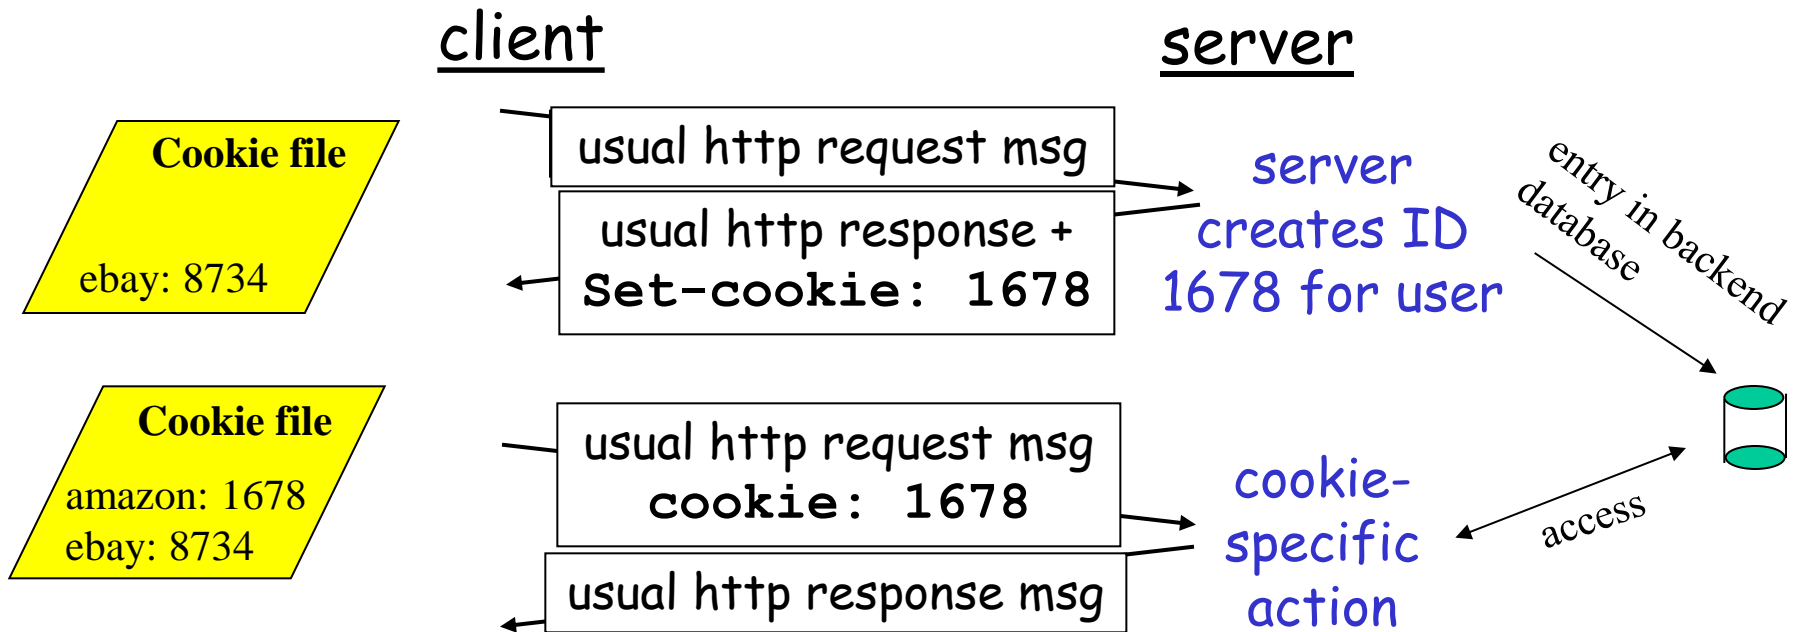 client
server
Cookie file
ebay: 8734
usual http request msg
usual http response +
Set-cookie: 1678
server
creates ID
1678 for user
entry in backend
database
Cookie file
amazon: 1678
ebay: 8734
usual http request msg
cookie: 1678
usual http response msg
cookie-
specific
action
access